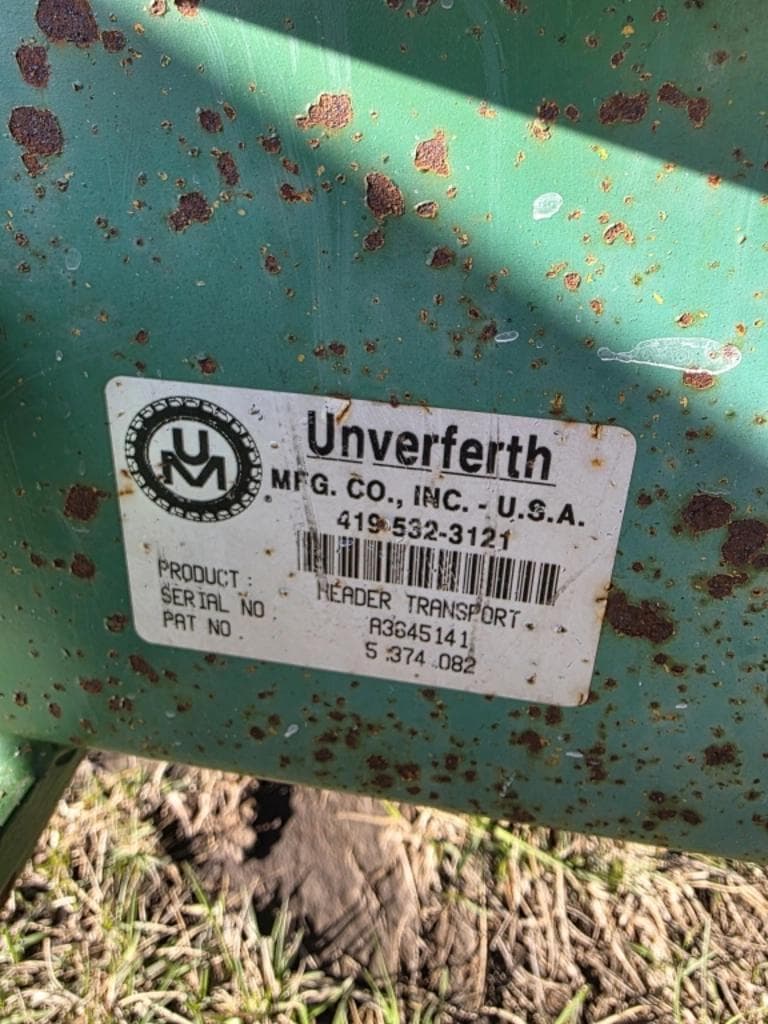 UM
Unverferth
MFG. CO., INC. - U.S.A.
419-532-3121
PRODUCT: HEADER TRANSPORT
SERIAL NO A3645141
PAT NO 5,374,082